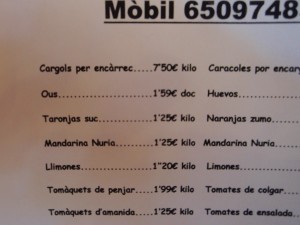 Mòbil 6509748
Cargols per encàrrec.....7'50€ kilo Caracoles por encarg
Ous.......................1'59€ doc Huevos.............
Taronjas suc..............1'25€ kilo Naranjas zumo......
Mandarina Nuria...........1'25€ kilo Mandarina Nuria....
Llimones..................1"20€ kilo Limones............
Tomàquets de penjar.......1'99€ kilo Tomates de colgar..
Tomàquets d'amanida.......1'25€ kilo Tomates de ensalada..